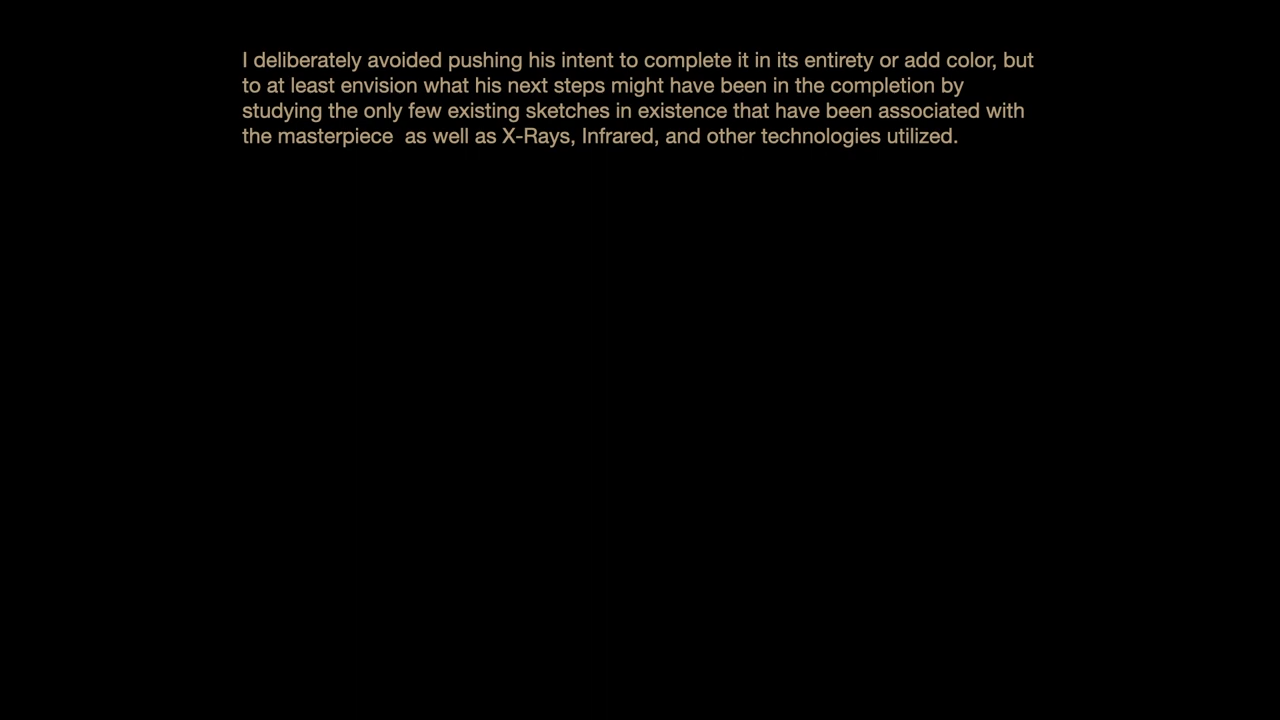 I deliberately avoided pushing his intent to complete it in its entirety or add color, but
to at least envision what his next steps might have been in the completion by
studying the only few existing sketches in existence that have been associated with
the masterpiece  as well as X-Rays, Infrared, and other technologies utilized.